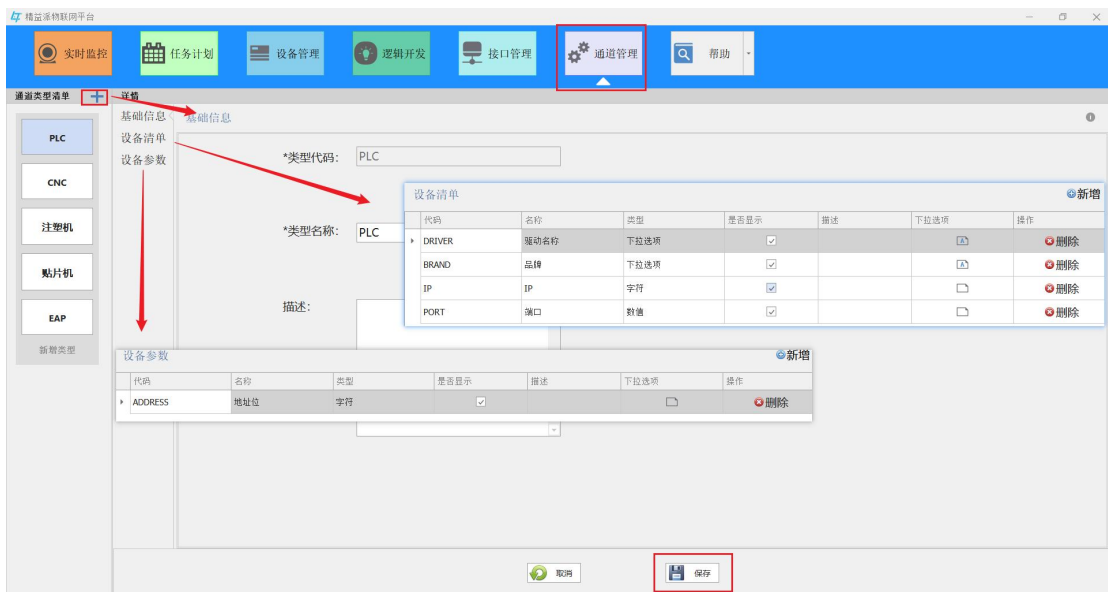 精益派物联网平台
实时监控
任务计划
设备管理
逻辑开发
接口管理
通道管理
帮助
通道类型清单
详情
PLC
CNC
注塑机
贴片机
EAP
新增类型
基础信息
设备清单
设备参数
基础信息
*类型代码: PLC
*类型名称: PLC
描述:
设备清单 新增
代码 名称 类型 是否显示 描述 下拉选项 操作
DRIVER 驱动名称 下拉选项 删除
BRAND 品牌 下拉选项 删除
IP IP 字符 删除
PORT 端口 数值 删除
设备参数 新增
代码 名称 类型 是否显示 描述 下拉选项 操作
ADDRESS 地址位 字符 删除
取消
保存